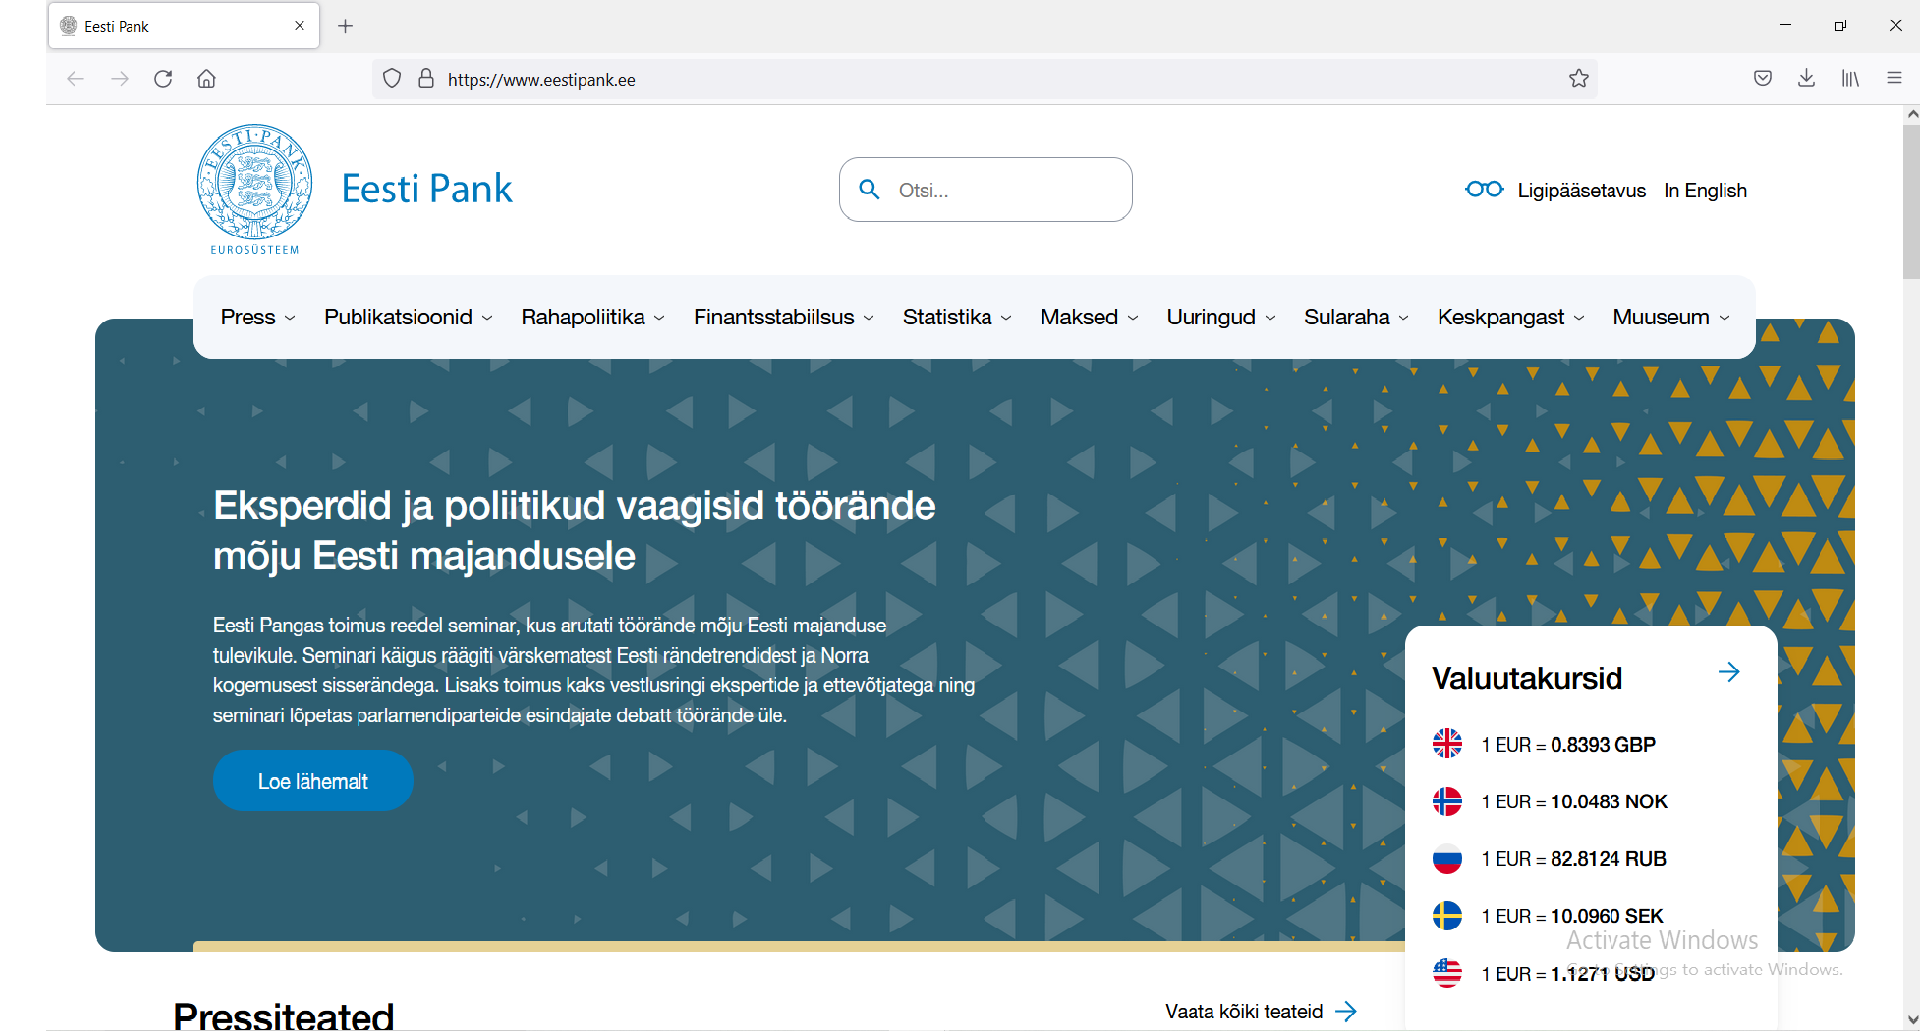 Eesti Pank
https://www.eestipank.ee
EESTI·PANK
EUROSÜSTEEM
Eesti Pank
Otsi...
Ligipääsetavus In English
Press Publikatsioonid Rahapoliitika Finantsstabiilsus Statistika Maksed Uuringud Sularaha Keskpangast Muuseum
Eksperdid ja poliitikud vaagisid töörände
mõju Eesti majandusele
Eesti Pangas toimus reedel seminar, kus arutati töörände mõju Eesti majanduse
tulevikule. Seminari käigus räägiti värskematest Eesti rändetrendidest ja Norra
kogemusest sisserändega. Lisaks toimus kaks vestlusringi ekspertide ja ettevõtjatega ning
seminari lõpetas parlamendiparteide esindajate debatt töörände üle.
Loe lähemalt
Valuutakursid
1 EUR = 0.8393 GBP
1 EUR = 10.0483 NOK
1 EUR = 82.8124 RUB
1 EUR = 10.0960 SEK
1 EUR = 1.1271 USD
Activate Windows
Go to Settings to activate Windows.
Pressiteated
Vaata kõiki teateid